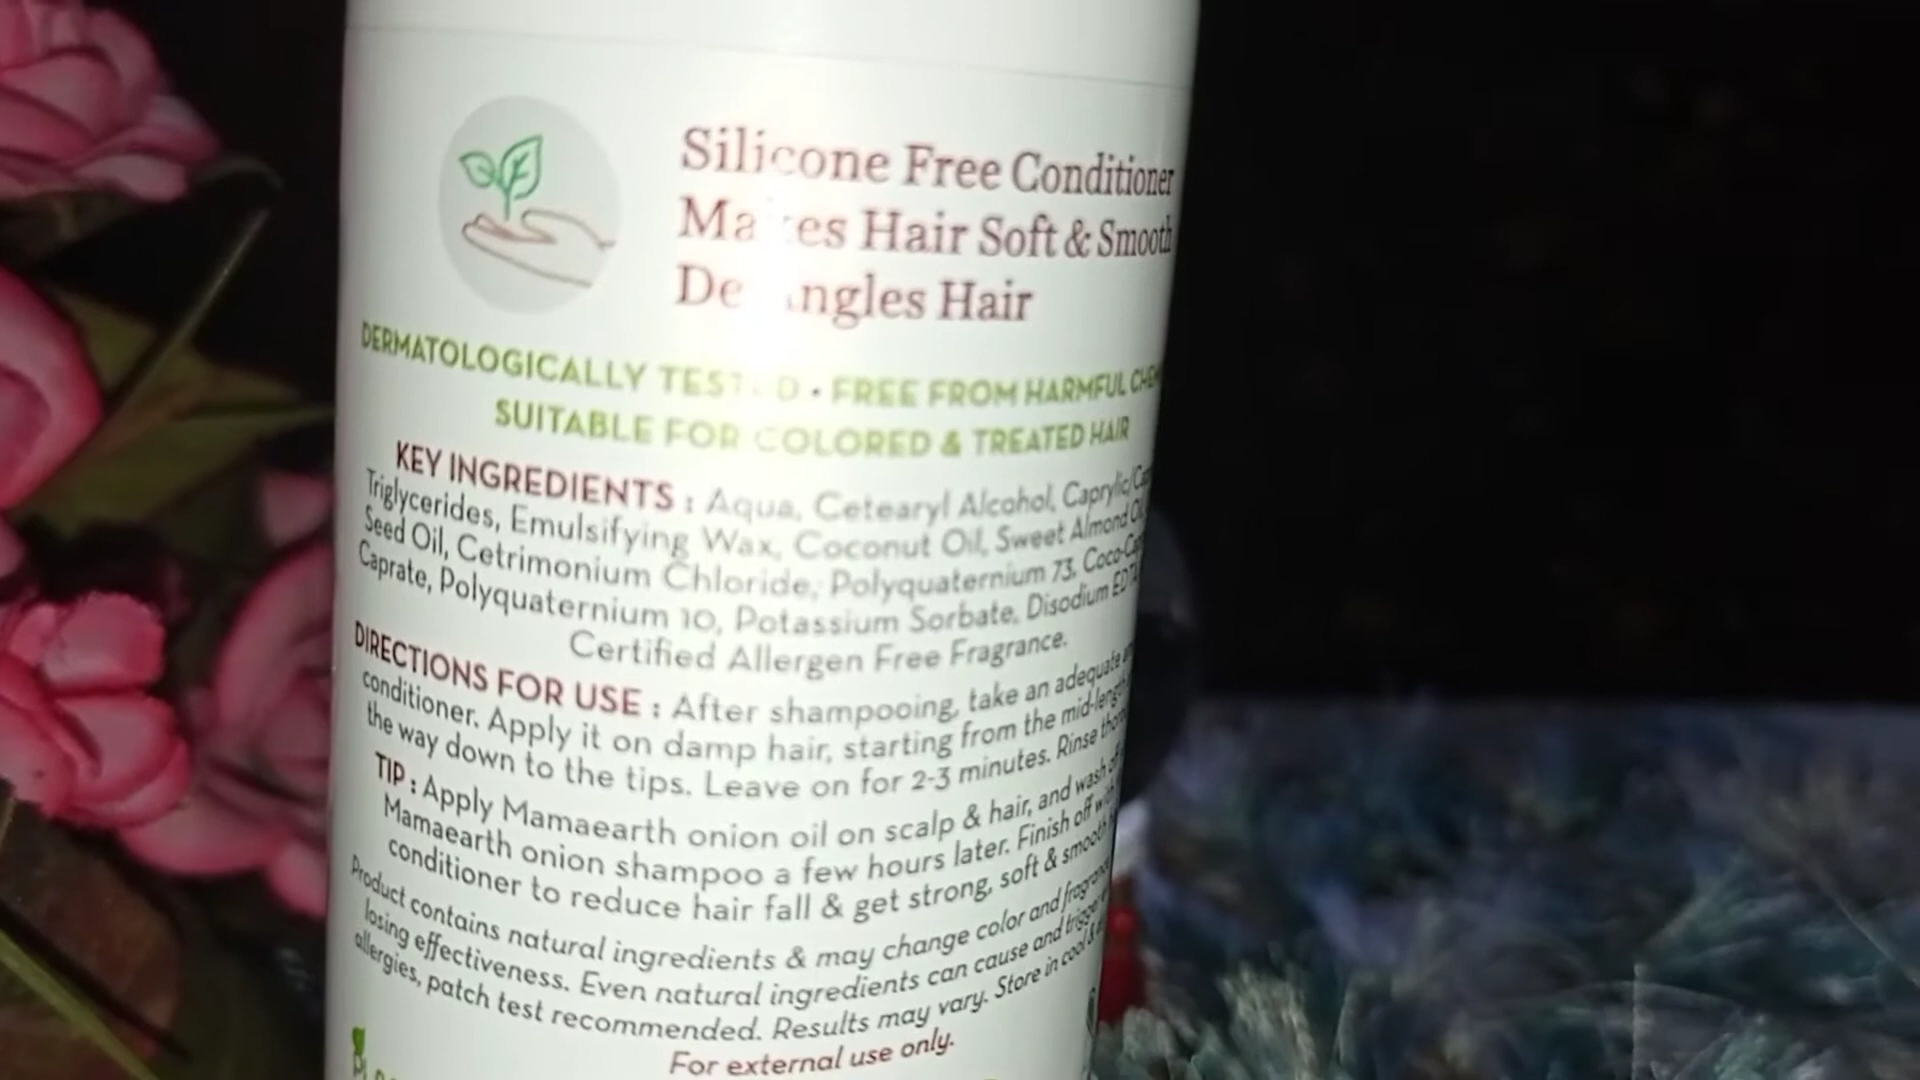 Silicone Free Conditioner
Makes Hair Soft & Smooth
Detangles Hair
DERMATOLOGICALLY TESTED • FREE FROM HARMFUL
SUITABLE FOR COLORED & TREATED HAIR
KEY INGREDIENTS : Aqua, Cetearyl Alcohol, Caprylic/
Triglycerides, Emulsifying Wax, Coconut Oil, Sweet Almond
Seed Oil, Cetrimonium Chloride, Polyquaternium 73,
Caprate, Polyquaternium 10, Potassium Sorbate, Disodium EDTA
Certified Allergen Free Fragrance.
DIRECTIONS FOR USE : After shampooing, take an adequate
conditioner. Apply it on damp hair, starting from the mid-length
the way down to the tips. Leave on for 2-3 minutes. Rinse
TIP : Apply Mamaearth onion oil on scalp & hair, and wash off
Mamaearth onion shampoo a few hours later. Finish off with
conditioner to reduce hair fall & get strong, soft & smooth
Product contains natural ingredients & may change color and
losing effectiveness. Even natural ingredients can cause and
allergies, patch test recommended. Results may vary. Store in cool &
For external use only.